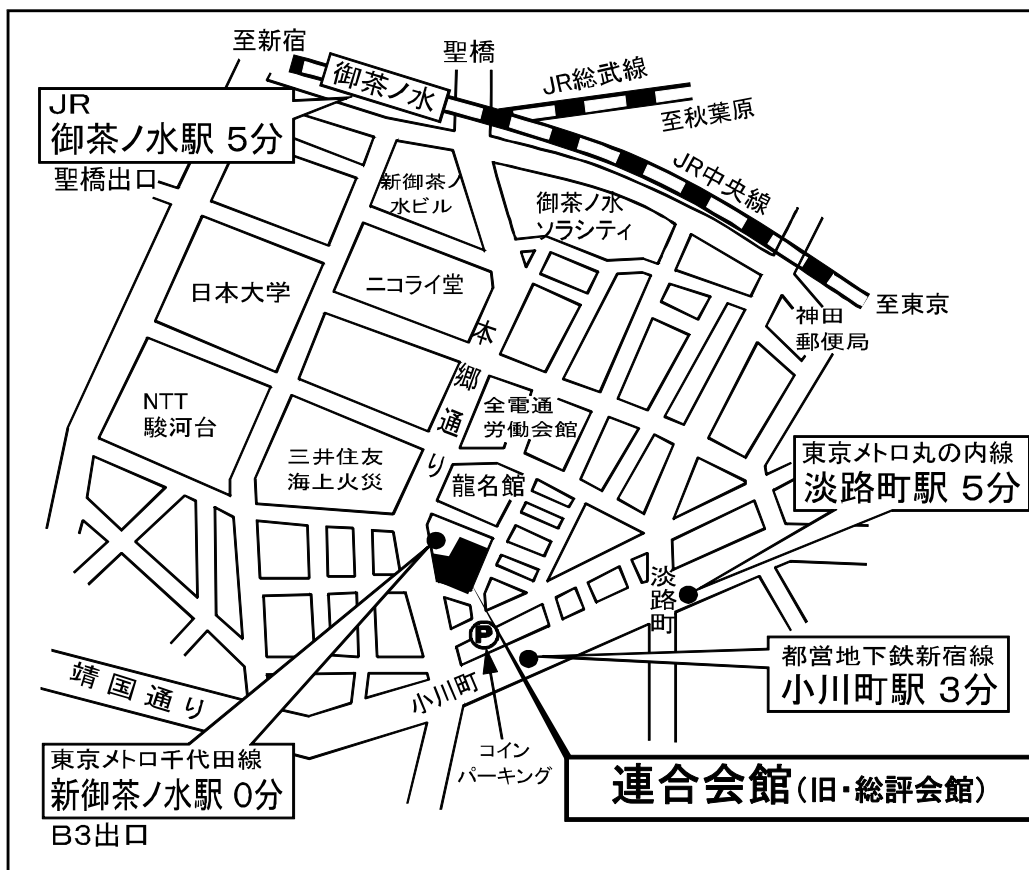 至新宿
聖橋
御茶ノ水
JR総武線
至秋葉原
JR
御茶ノ水駅 5分
聖橋出口
JR中央線
新御茶ノ
水ビル
御茶ノ水
ソラシティ
日本大学
ニコライ堂
至東京
神田
郵便局
本郷通り
NTT
駿河台
全電通
労働会館
三井住友
海上火災
龍名館
東京メトロ丸の内線
淡路町駅 5分
淡路町
P
都営地下鉄新宿線
小川町駅 3分
靖国通り
小川町
コイン
パーキング
東京メトロ千代田線
新御茶ノ水駅 0分
B3出口
連合会館(旧・総評会館)